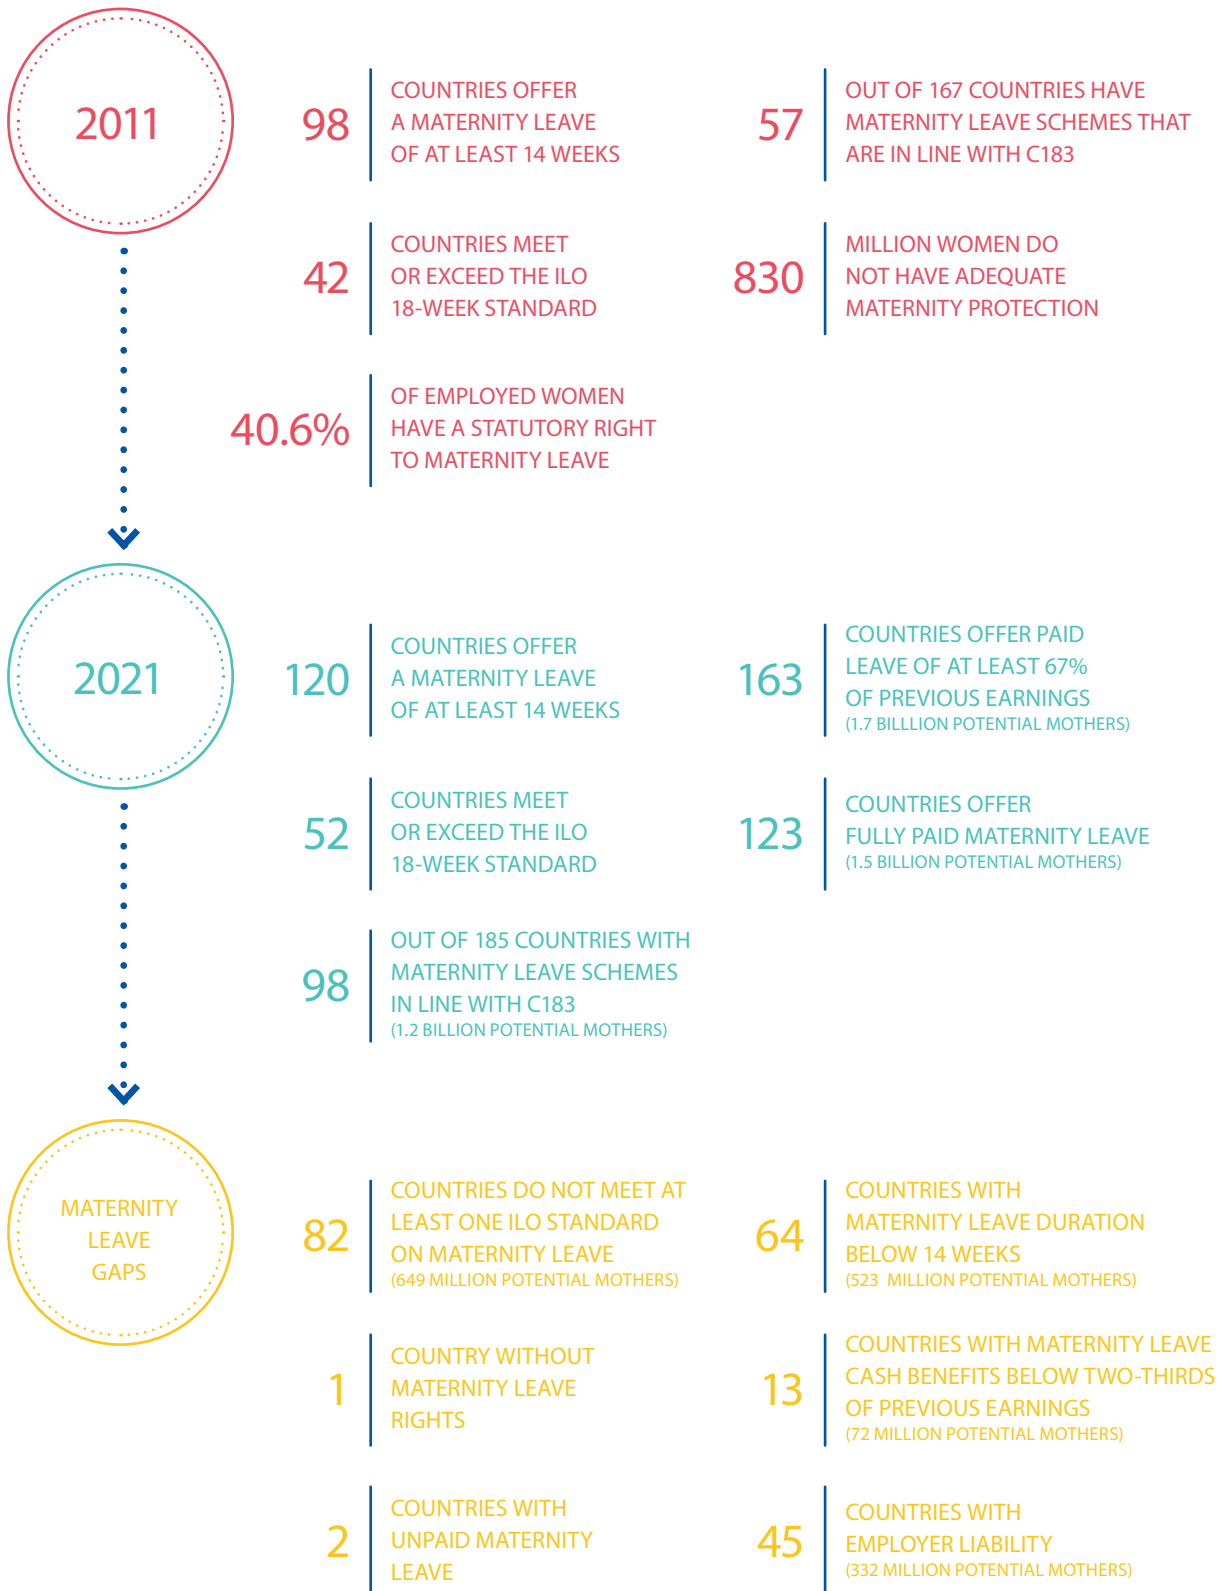 2011
98
COUNTRIES OFFER
A MATERNITY LEAVE
OF AT LEAST 14 WEEKS
57
OUT OF 167 COUNTRIES HAVE
MATERNITY LEAVE SCHEMES THAT
ARE IN LINE WITH C183
42
COUNTRIES MEET
OR EXCEED THE ILO
18-WEEK STANDARD
830
MILLION WOMEN DO
NOT HAVE ADEQUATE
MATERNITY PROTECTION
40.6%
OF EMPLOYED WOMEN
HAVE A STATUTORY RIGHT
TO MATERNITY LEAVE
2021
120
COUNTRIES OFFER
A MATERNITY LEAVE
OF AT LEAST 14 WEEKS
163
COUNTRIES OFFER PAID
LEAVE OF AT LEAST 67%
OF PREVIOUS EARNINGS
(1.7 BILLLION POTENTIAL MOTHERS)
52
COUNTRIES MEET
OR EXCEED THE ILO
18-WEEK STANDARD
123
COUNTRIES OFFER
FULLY PAID MATERNITY LEAVE
(1.5 BILLION POTENTIAL MOTHERS)
98
OUT OF 185 COUNTRIES WITH
MATERNITY LEAVE SCHEMES
IN LINE WITH C183
(1.2 BILLION POTENTIAL MOTHERS)
MATERNITY
LEAVE
GAPS
82
COUNTRIES DO NOT MEET AT
LEAST ONE ILO STANDARD
ON MATERNITY LEAVE
(649 MILLION POTENTIAL MOTHERS)
64
COUNTRIES WITH
MATERNITY LEAVE DURATION
BELOW 14 WEEKS
(523 MILLION POTENTIAL MOTHERS)
1
COUNTRY WITHOUT
MATERNITY LEAVE
RIGHTS
13
COUNTRIES WITH MATERNITY LEAVE
CASH BENEFITS BELOW TWO-THIRDS
OF PREVIOUS EARNINGS
(72 MILLION POTENTIAL MOTHERS)
2
COUNTRIES WITH
UNPAID MATERNITY
LEAVE
45
COUNTRIES WITH
EMPLOYER LIABILITY
(332 MILLION POTENTIAL MOTHERS)